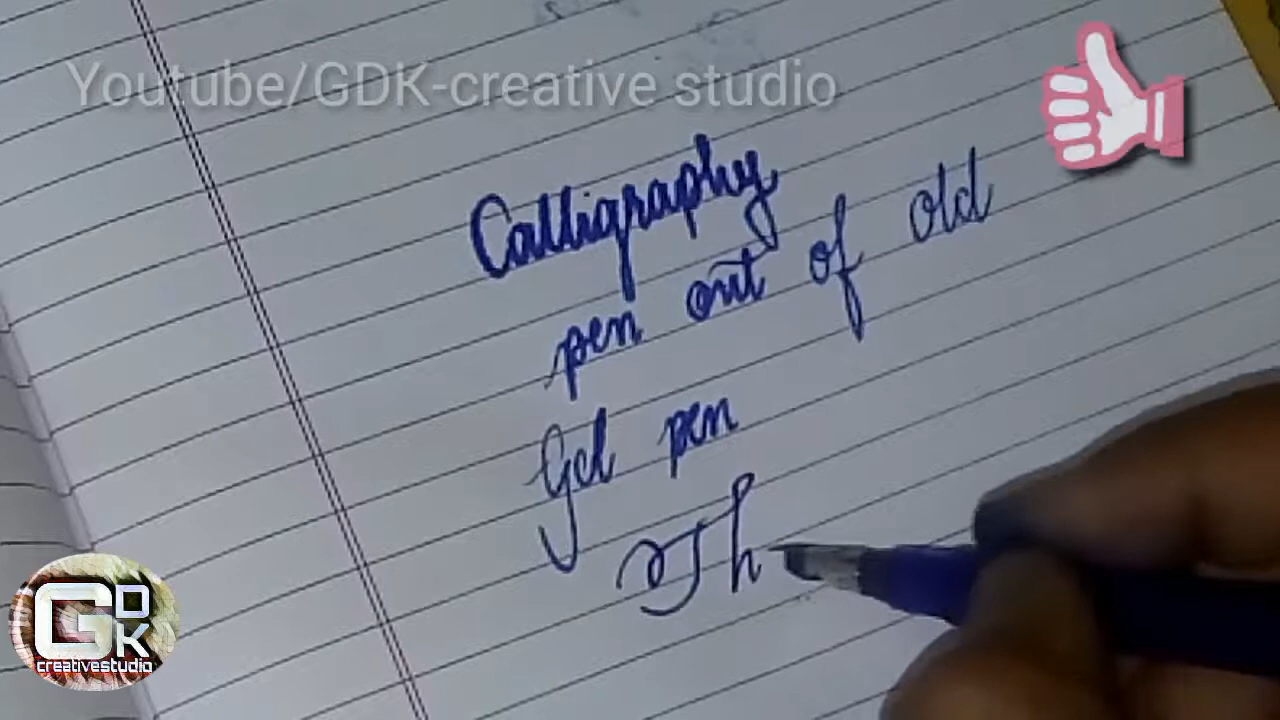 Youtube/GDK-creative studio
Calligraphy
pen out of old
Gel pen
Th
GDK
creativestudio